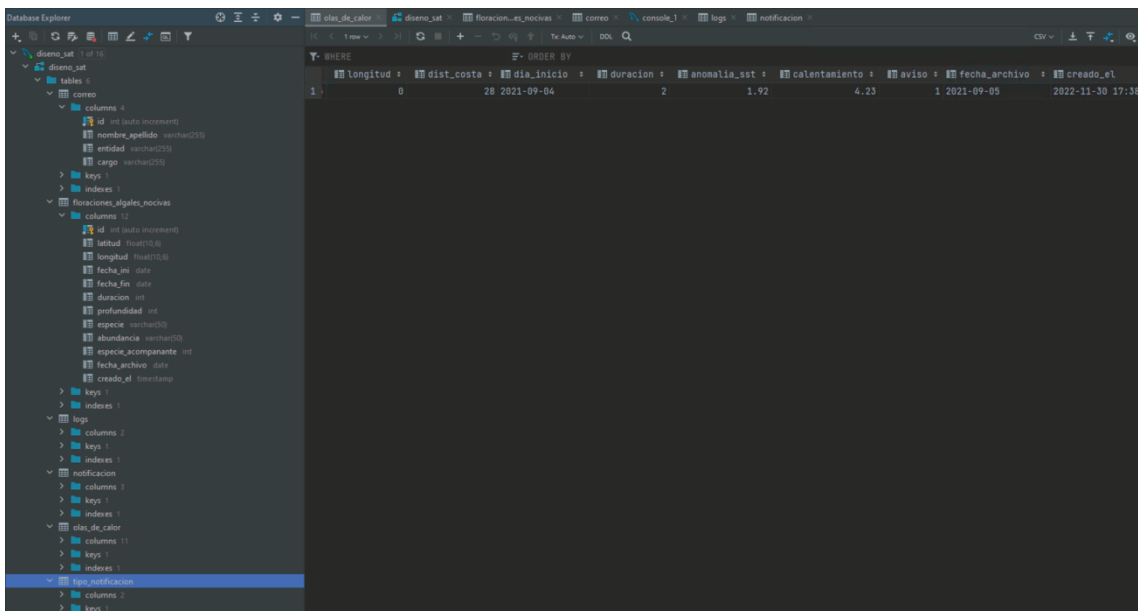 Database Explorer
olas_de_calor × diseno_sat × floracion...es_nocivas × correo × console_1 × logs × notificacion ×
1 row Tx: Auto DDL CSV
diseno_sat 1 of 16
diseno_sat
tables 6
correo
columns 4
id int (auto increment)
nombre_apellido varchar(255)
entidad varchar(255)
cargo varchar(255)
keys 1
indexes 1
floraciones_algales_nocivas
columns 12
id int (auto increment)
latitud float(10,6)
longitud float(10,6)
fecha_ini date
fecha_fin date
duracion int
profundidad int
especie varchar(50)
abundancia varchar(50)
especie_acompanante int
fecha_archivo date
creado_el timestamp
keys 1
indexes 1
logs
columns 2
keys 1
indexes 1
notificacion
columns 3
keys 1
indexes 1
olas_de_calor
columns 11
keys 1
indexes 1
tipo_notificacion
columns 2
keys 1
WHERE ORDER BY
longitud dist_costa dia_inicio duracion anomalia_sst calentamiento aviso fecha_archivo creado_el
1 0 28 2021-09-04 2 1.92 4.23 1 2021-09-05 2022-11-30 17:38